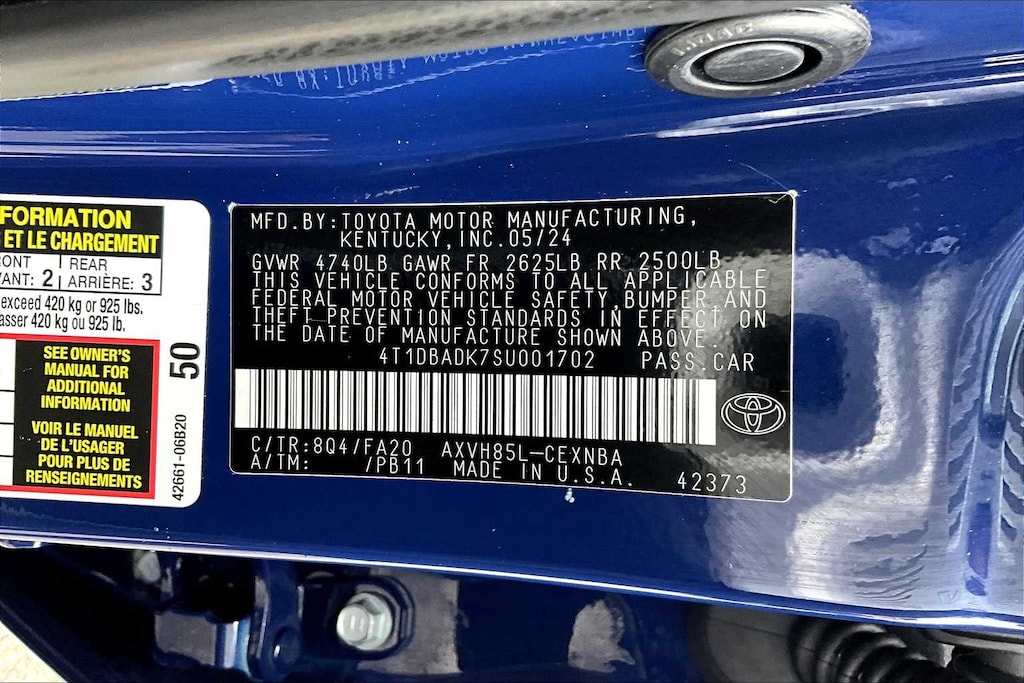 FORMATION
ET LE CHARGEMENT
RONT REAR
VANT: 2 ARRIÈRE: 3
exceed 420 kg or 925 lbs.
asser 420 kg ou 925 lb.
SEE OWNER'S
MANUAL FOR
ADDITIONAL
INFORMATION
VOIR LE MANUEL
DE L'USAGER
POUR PLUS DE
RENSEIGNEMENTS
50
42661-06B20
MFD.BY:TOYOTA MOTOR MANUFACTURING,
KENTUCKY,INC.05/24
GVWR 4740LB GAWR FR 2625LB RR 2500LB
THIS VEHICLE CONFORMS TO ALL APPLICABLE
FEDERAL MOTOR VEHICLE SAFETY,BUMPER,AND
THEFT PREVENTION STANDARDS IN EFFECT ON
THE DATE OF MANUFACTURE SHOWN ABOVE.
4T1DBADK7SU001702 PASS.CAR
C/TR:8Q4/FA20 AXVH85L-CEXNBA
A/TM: /PB11 MADE IN U.S.A. 42373